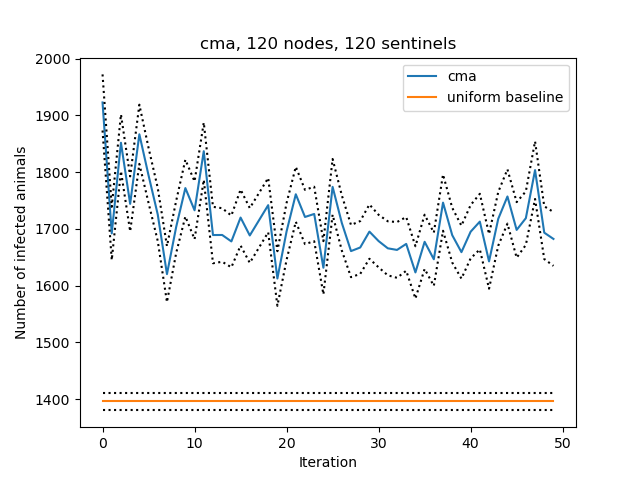 cma, 120 nodes, 120 sentinels
cma
uniform baseline
Number of infected animals
2000
1900
1800
1700
1600
1500
1400
0 10 20 30 40 50
Iteration